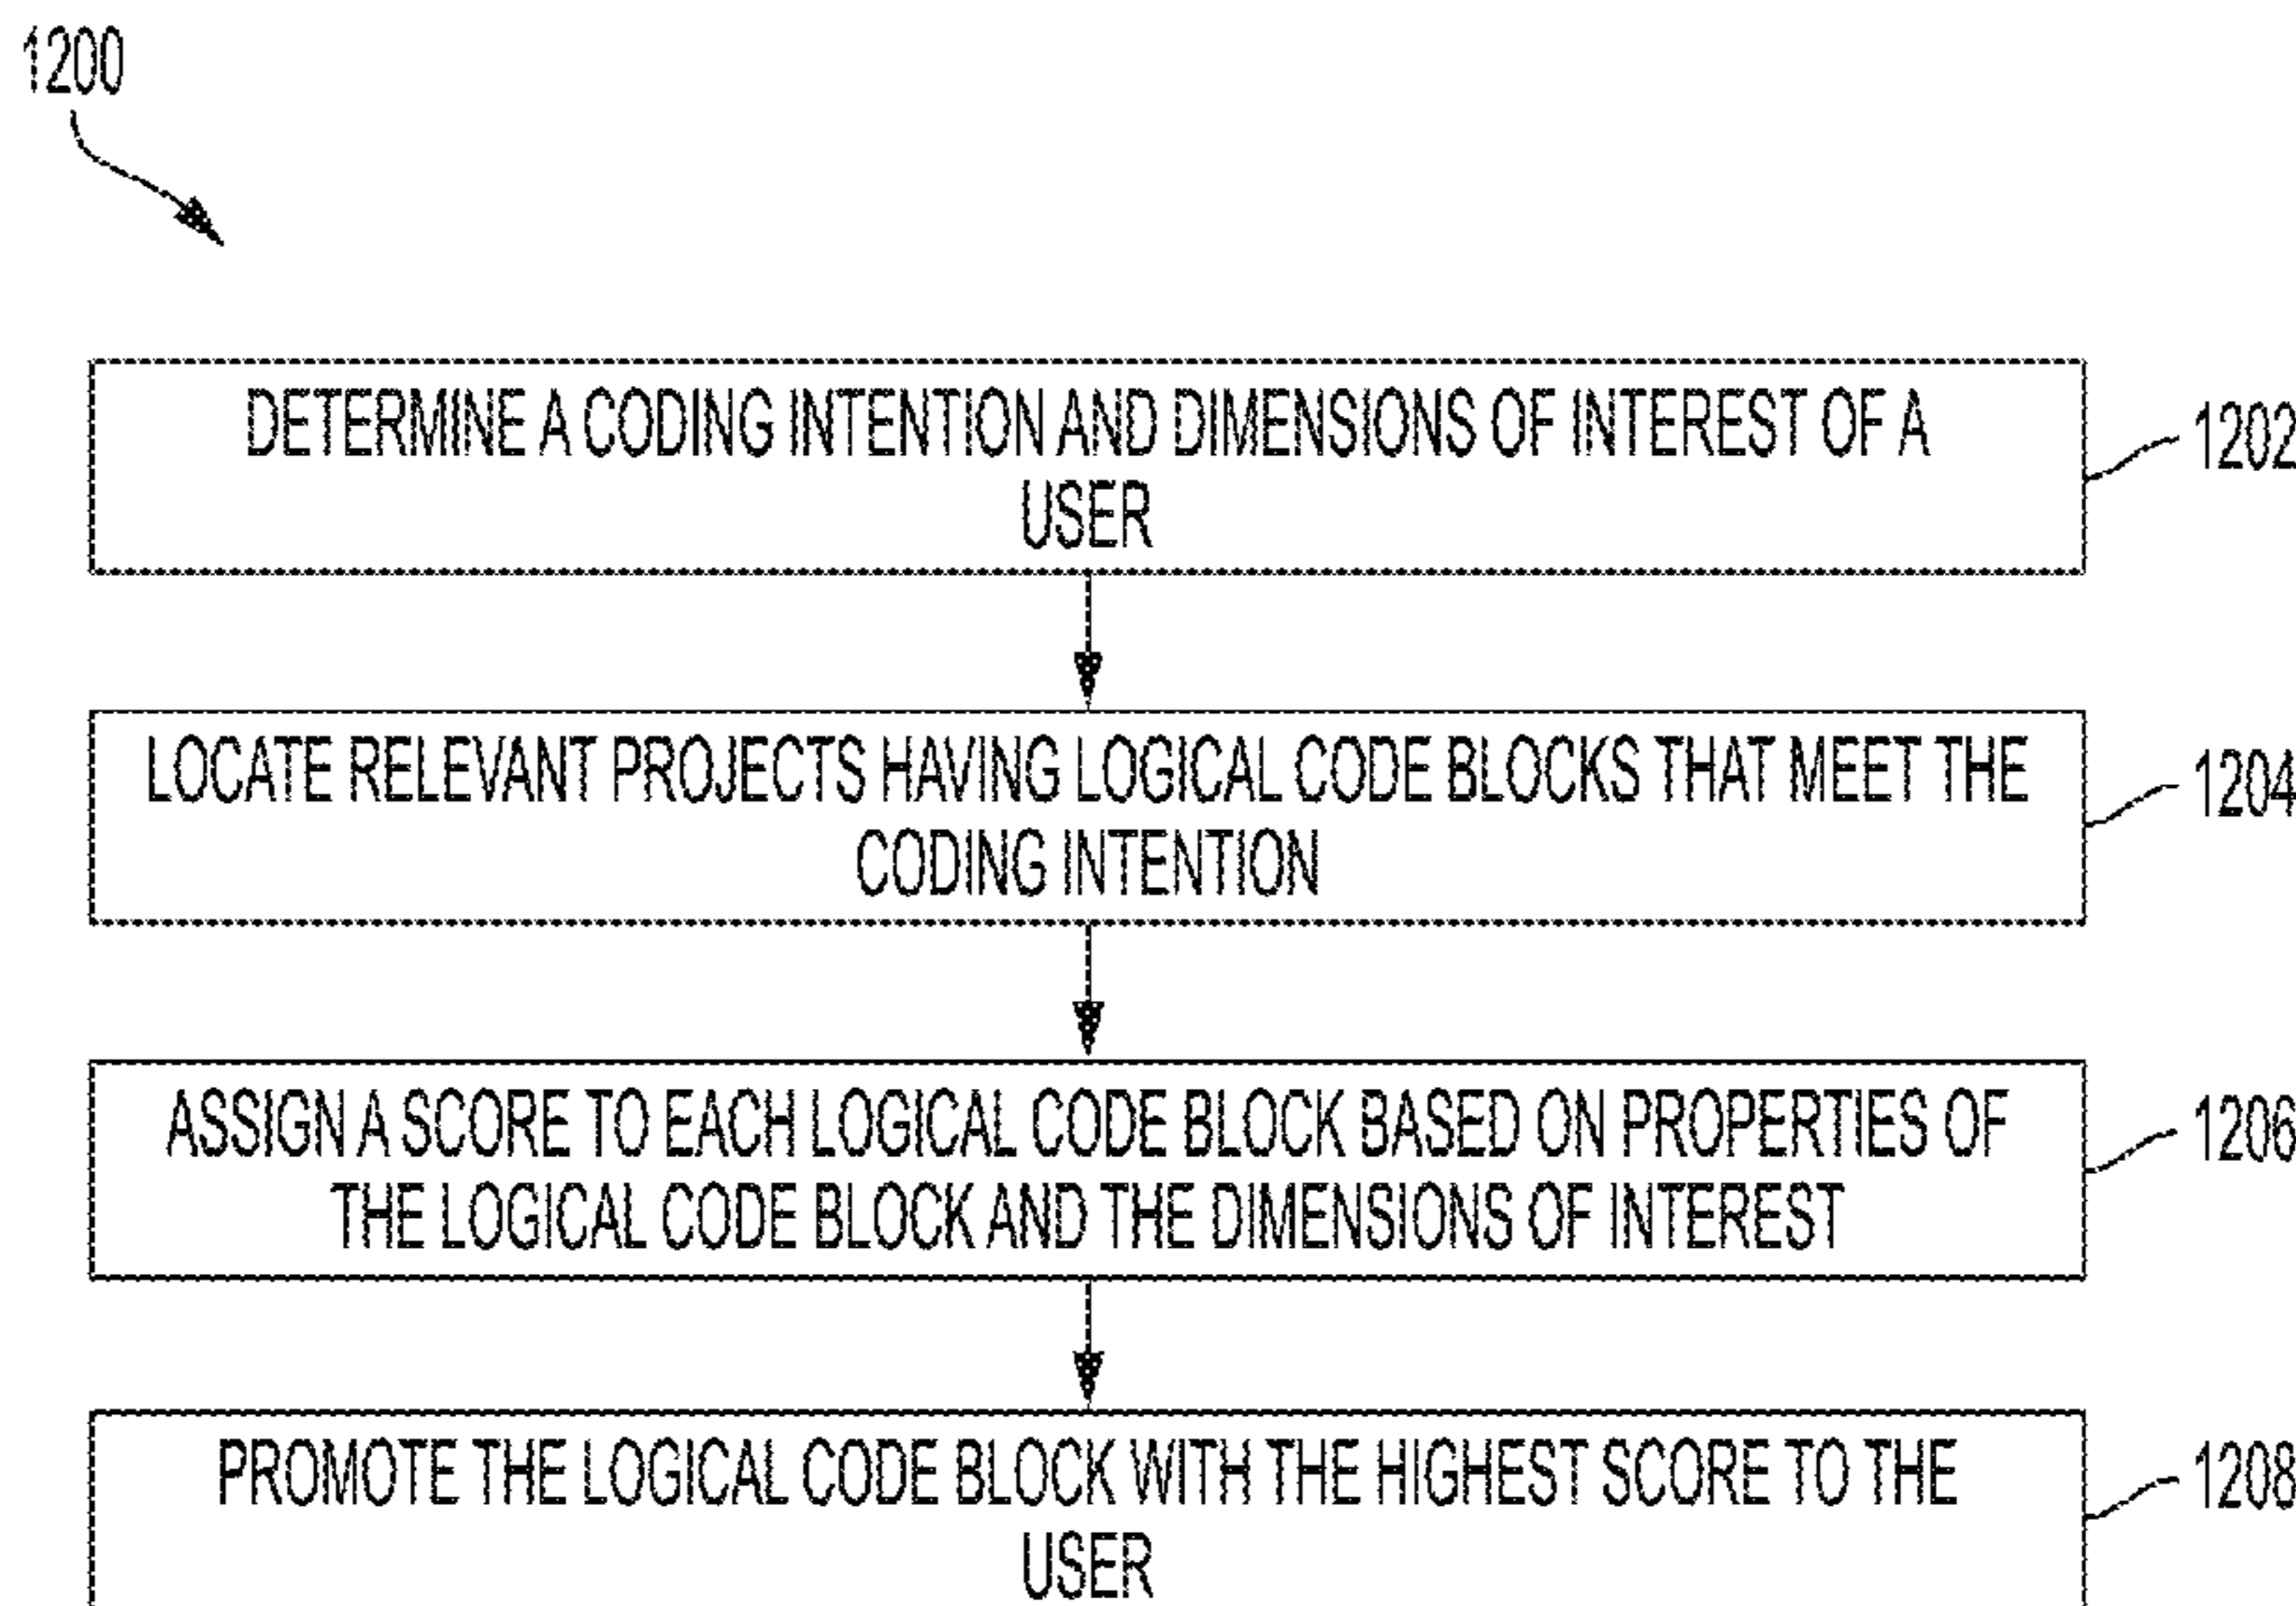 1200
DETERMINE A CODING INTENTION AND DIMENSIONS OF INTEREST OF A
USER
1202
LOCATE RELEVANT PROJECTS HAVING LOGICAL CODE BLOCKS THAT MEET THE
CODING INTENTION
1204
ASSIGN A SCORE TO EACH LOGICAL CODE BLOCK BASED ON PROPERTIES OF
THE LOGICAL CODE BLOCK AND THE DIMENSIONS OF INTEREST
1206
PROMOTE THE LOGICAL CODE BLOCK WITH THE HIGHEST SCORE TO THE
USER
1208